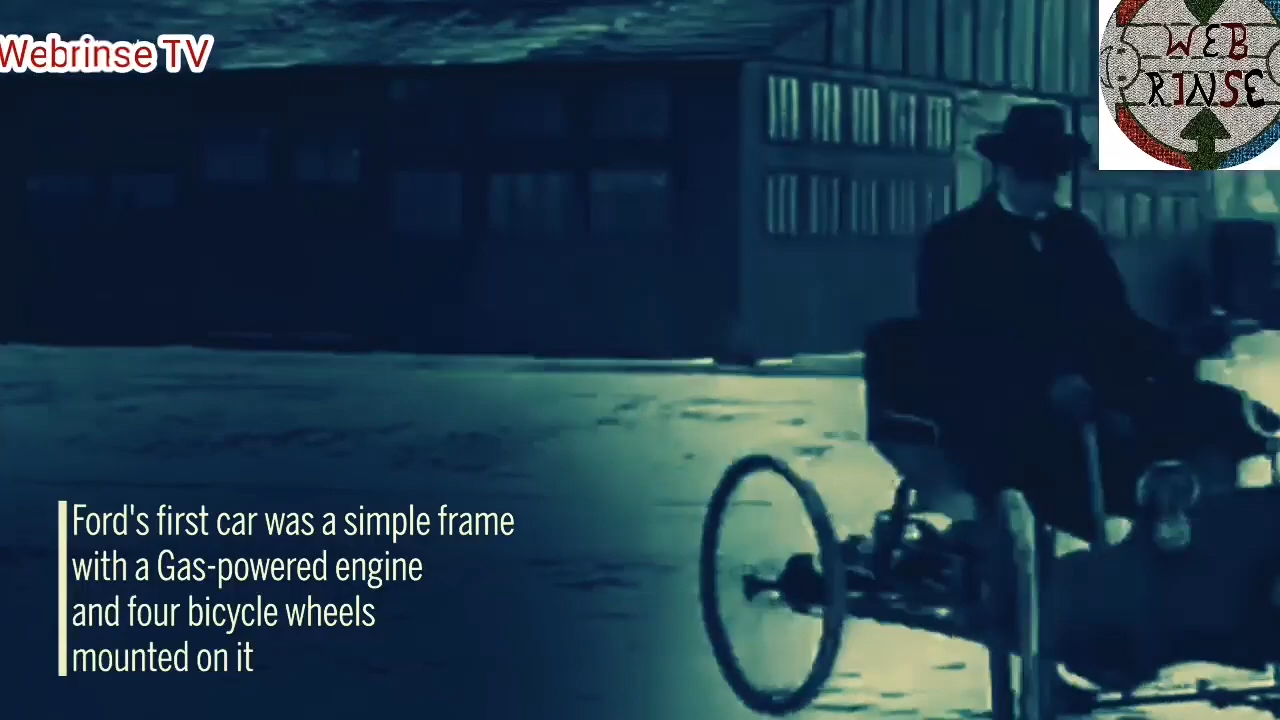 Webrinse TV
WEB
RINSE
Ford's first car was a simple frame
with a Gas-powered engine
and four bicycle wheels
mounted on it